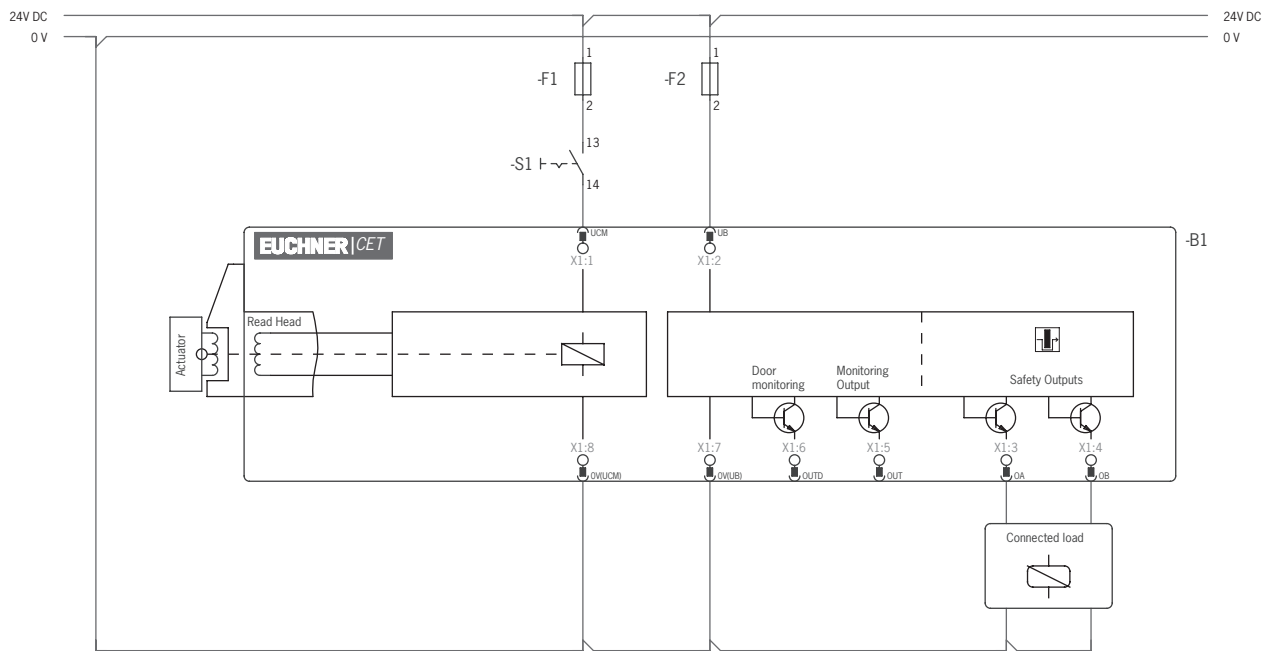 24V DC
24V DC
0 V
0 V
1
1
-F1
-F2
2
2
13
-S1
14
UCM
UB
EUCHNER|CET
-B1
X1:1
X1:2
Read Head
Actuator
Door
monitoring
Monitoring
Output
Safety Outputs
X1:8
X1:7
X1:6
X1:5
X1:3
X1:4
0V(UCM)
0V(UB)
OUTD
OUT
OA
OB
Connected load